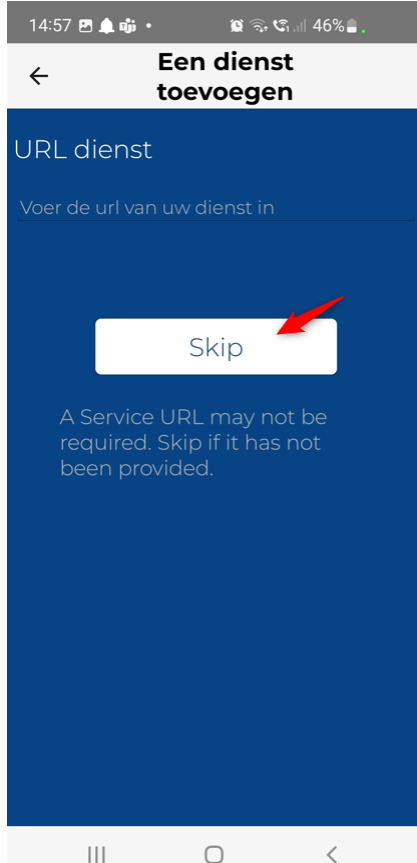 14:57
46%
Een dienst
toevoegen
URL dienst
Voer de url van uw dienst in
Skip
A Service URL may not be
required. Skip if it has not
been provided.